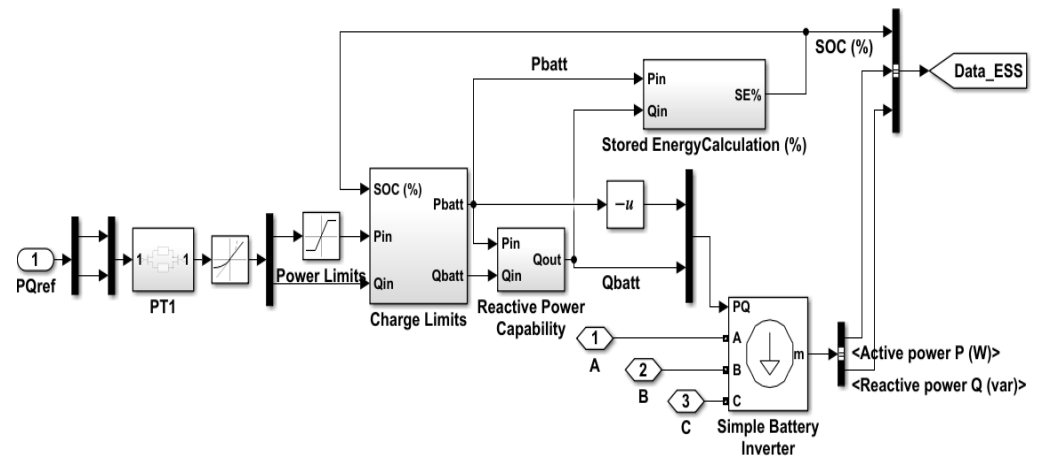 SOC (%)
Data_ESS
Pbatt
Pin
Qin
SE%
Stored EnergyCalculation (%)
SOC (%)
Pin
Qin
Pbatt
Qbatt
Charge Limits
-u
1
PQref
1 1
PT1
Power Limits
Pin
Qin
Qout
Reactive Power
Capability
Qbatt
PQ
A
B
C
m
Simple Battery
Inverter
1
A
2
B
3
C
<Active power P (W)>
<Reactive power Q (var)>